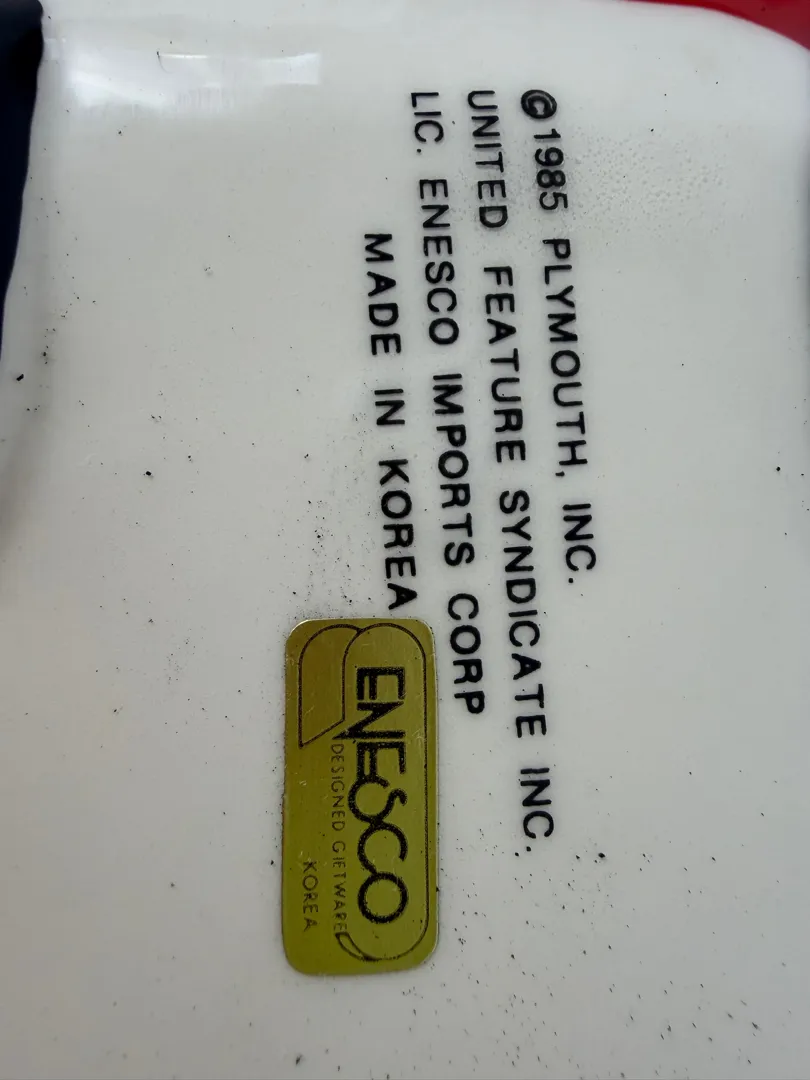 ©1985 PLYMOUTH, INC.
UNITED FEATURE SYNDICATE INC.
LIC. ENESCO IMPORTS CORP
MADE IN KOREA
ENESCO
DESIGNED GIFTWARE
KOREA